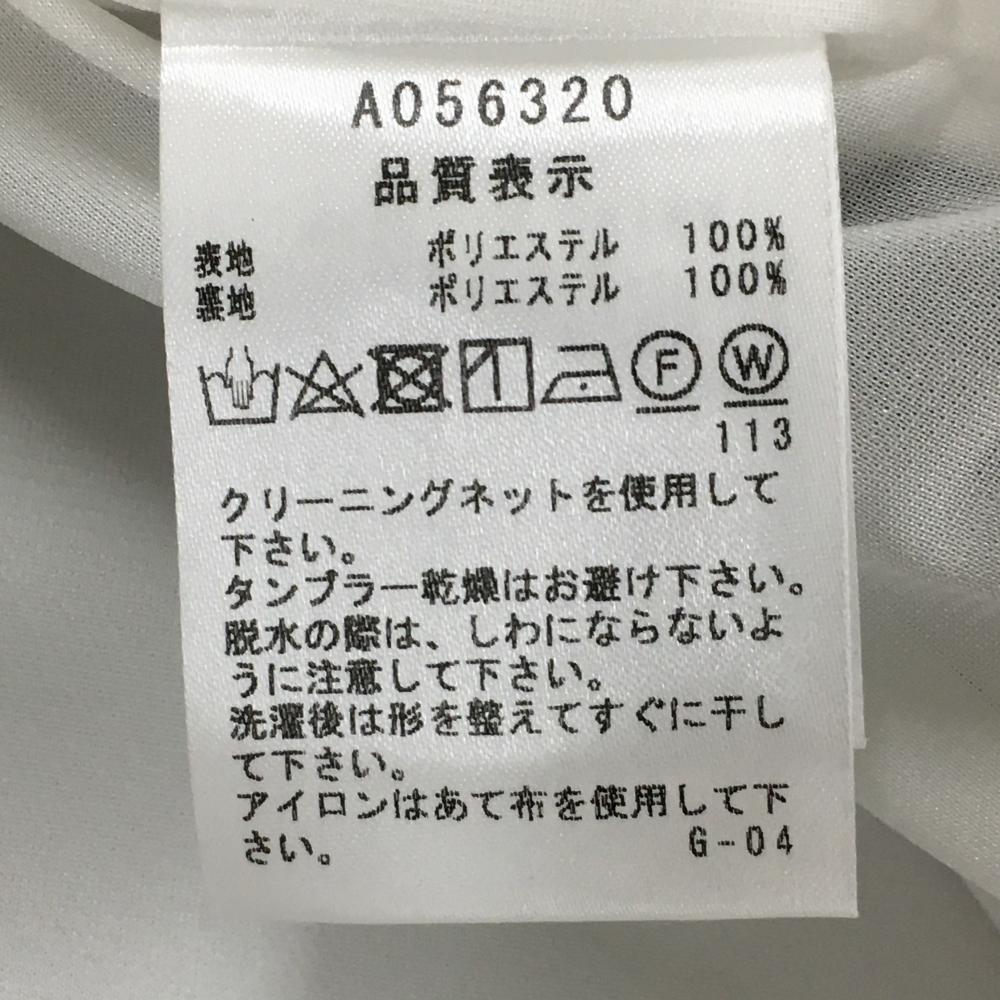 A056320
品質表示
表地 ポリエステル 100%
裏地 ポリエステル 100%
F W
113
クリーニングネットを使用して
下さい。
タンブラー乾燥はお避け下さい。
脱水の際は、しわにならないよ
うに注意して下さい。
洗濯後は形を整えてすぐに干し
て下さい。
アイロンはあて布を使用して下
さい。 G-04